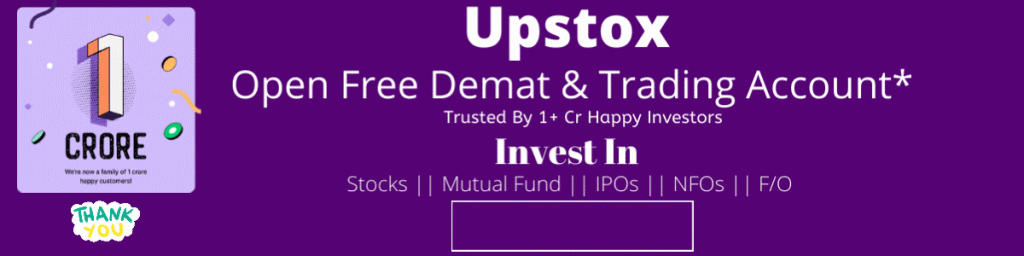 1
CRORE
We're now a family of 1 crore
happy customers!
THANK
YOU
Upstox
Open Free Demat & Trading Account*
Trusted By 1+ Cr Happy Investors
Invest In
Stocks || Mutual Fund || IPOs || NFOs || F/O